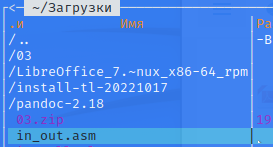 ~/Загрузки
.и Имя Ра
/.. -В
/03
/LibreOffice_7.~nux_x86-64_rpm
/install-tl-20221017
/pandoc-2.18
03.zip 19
in_out.asm